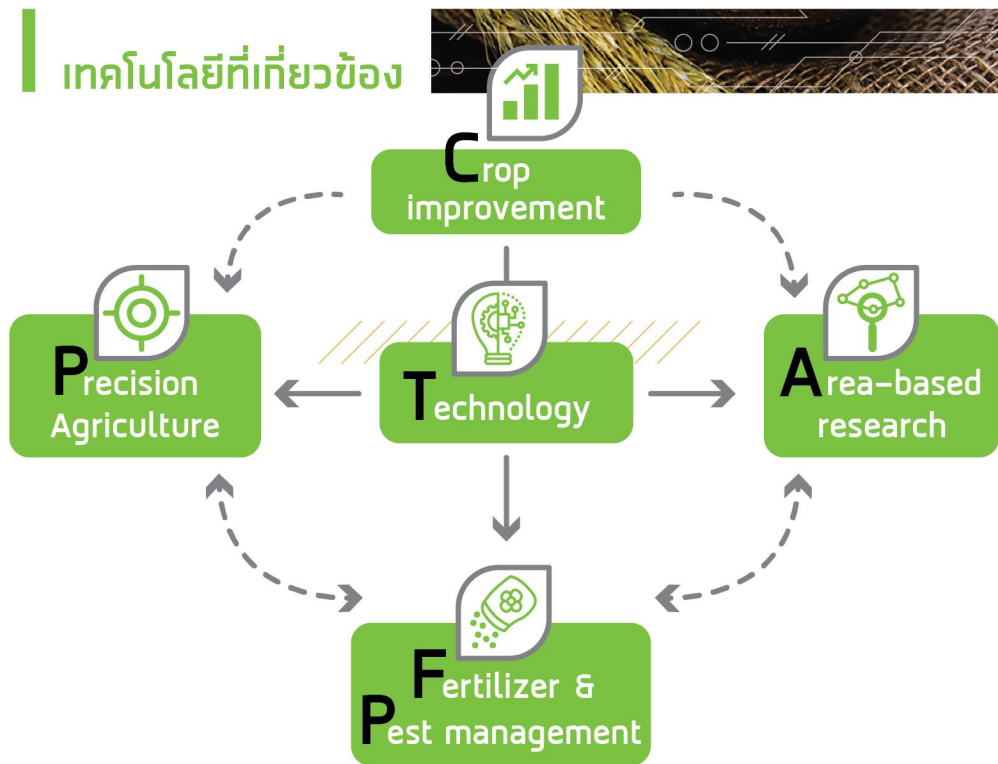 เทคโนโลยีที่เกี่ยวข้อง
Crop
improvement
Precision
Agriculture
Technology
Area-based
research
Fertilizer &
Pest management